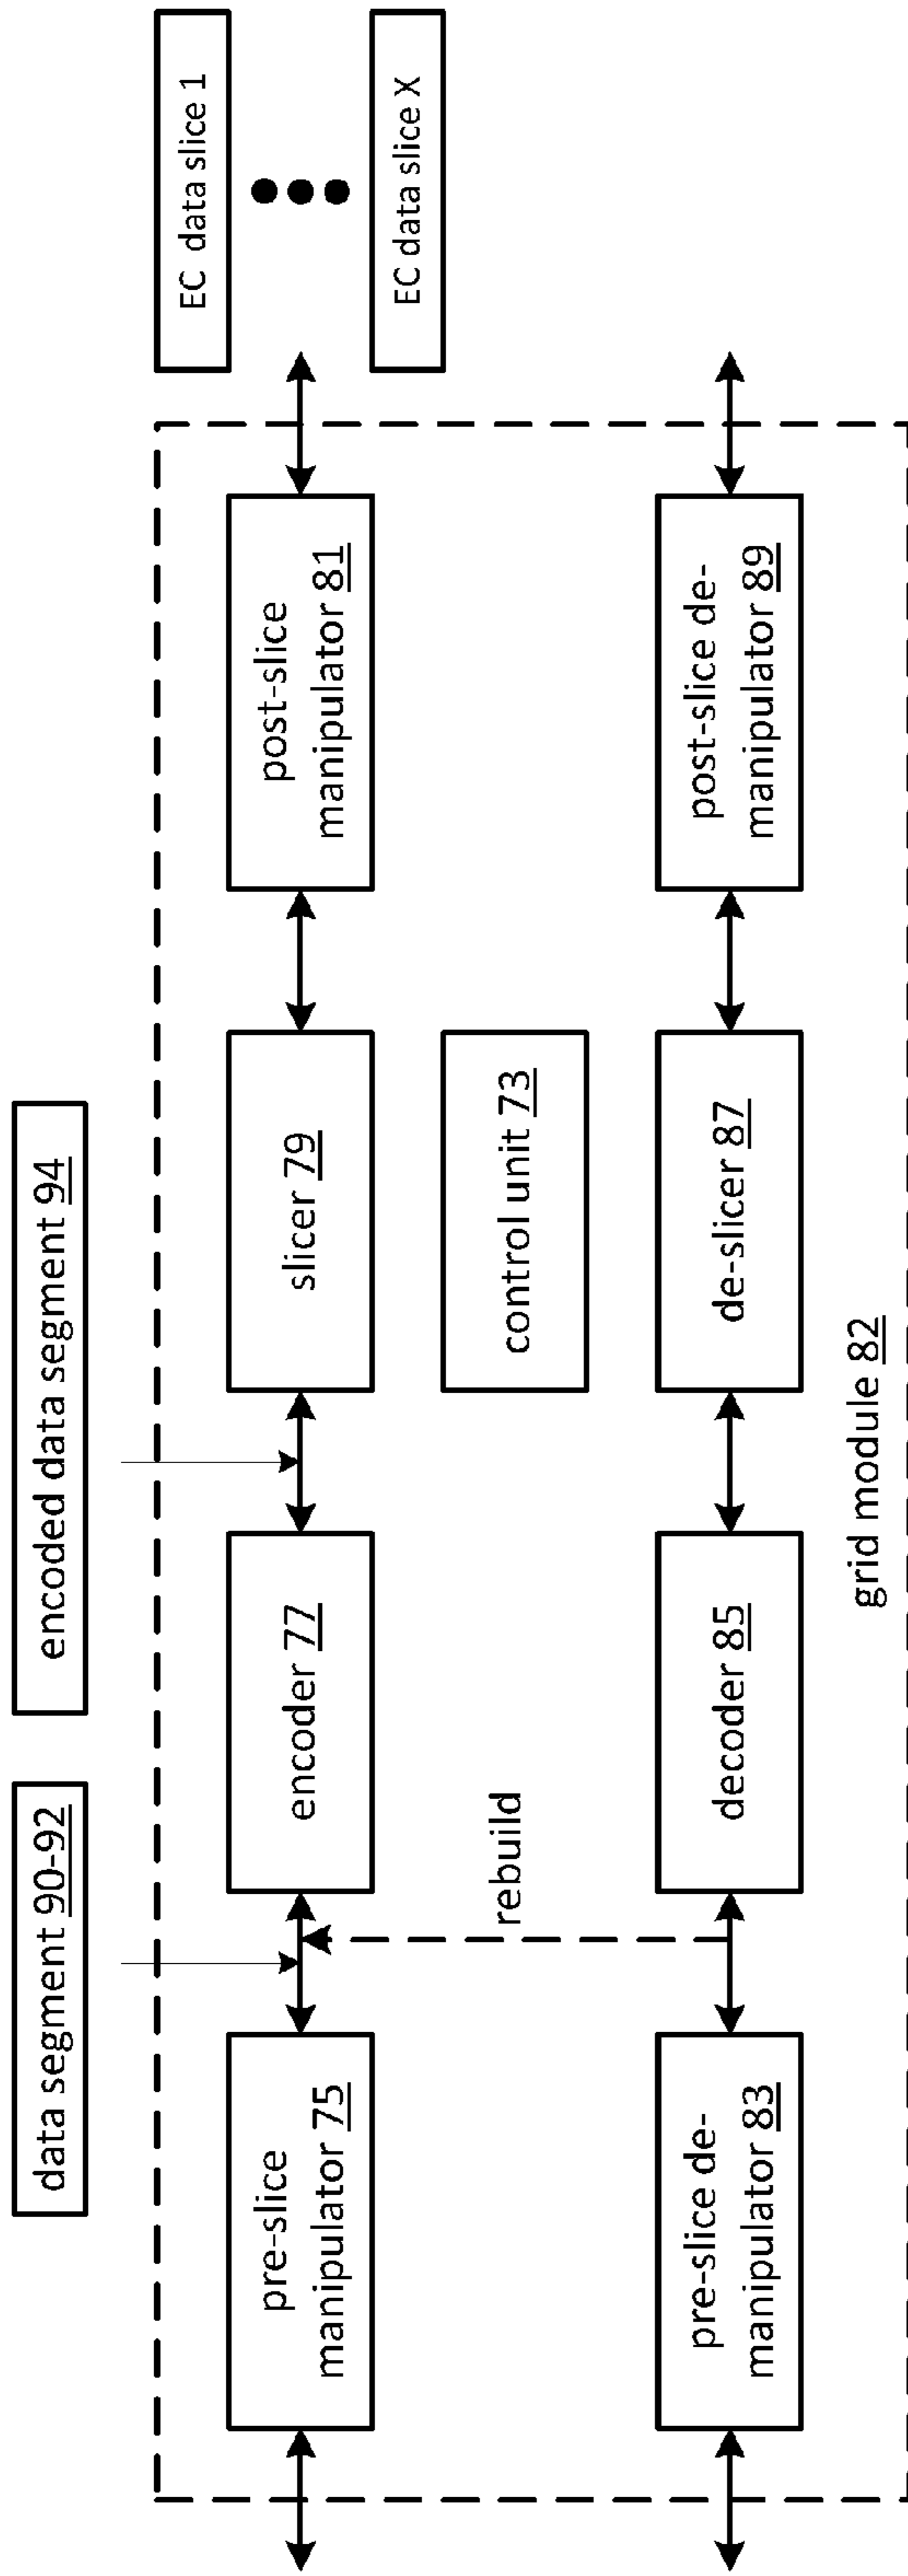 data segment 90-92
encoded data segment 94
EC data slice 1
EC data slice X
pre-slice
manipulator 75
encoder 77
slicer 79
post-slice
manipulator 81
rebuild
control unit 73
pre-slice de-
manipulator 83
decoder 85
de-slicer 87
post-slice de-
manipulator 89
grid module 82